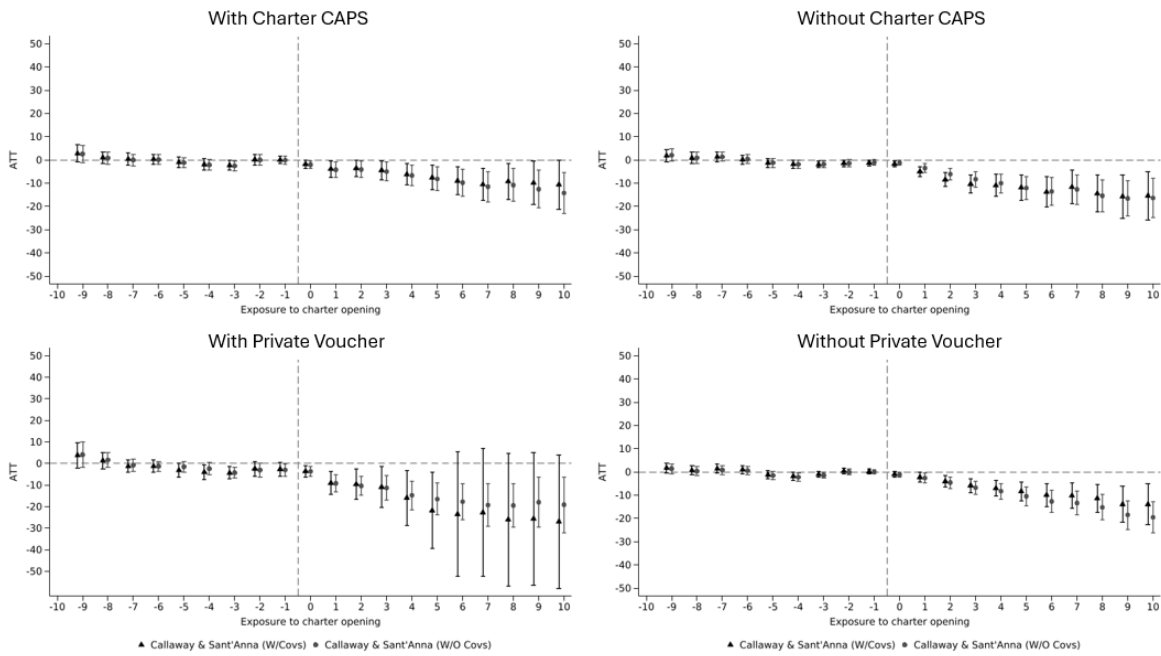 With Charter CAPS
50
40
30
20
10
0
-10
-20
-30
-40
-50
ATT
-10 -9 -8 -7 -6 -5 -4 -3 -2 -1 0 1 2 3 4 5 6 7 8 9 10
Exposure to charter opening
Without Charter CAPS
50
40
30
20
10
0
-10
-20
-30
-40
-50
ATT
-10 -9 -8 -7 -6 -5 -4 -3 -2 -1 0 1 2 3 4 5 6 7 8 9 10
Exposure to charter opening
With Private Voucher
50
40
30
20
10
0
-10
-20
-30
-40
-50
ATT
-10 -9 -8 -7 -6 -5 -4 -3 -2 -1 0 1 2 3 4 5 6 7 8 9 10
Exposure to charter opening
Without Private Voucher
50
40
30
20
10
0
-10
-20
-30
-40
-50
ATT
-10 -9 -8 -7 -6 -5 -4 -3 -2 -1 0 1 2 3 4 5 6 7 8 9 10
Exposure to charter opening
Callaway & Sant'Anna (W/Covs) Callaway & Sant'Anna (W/O Covs)
Callaway & Sant'Anna (W/Covs) Callaway & Sant'Anna (W/O Covs)